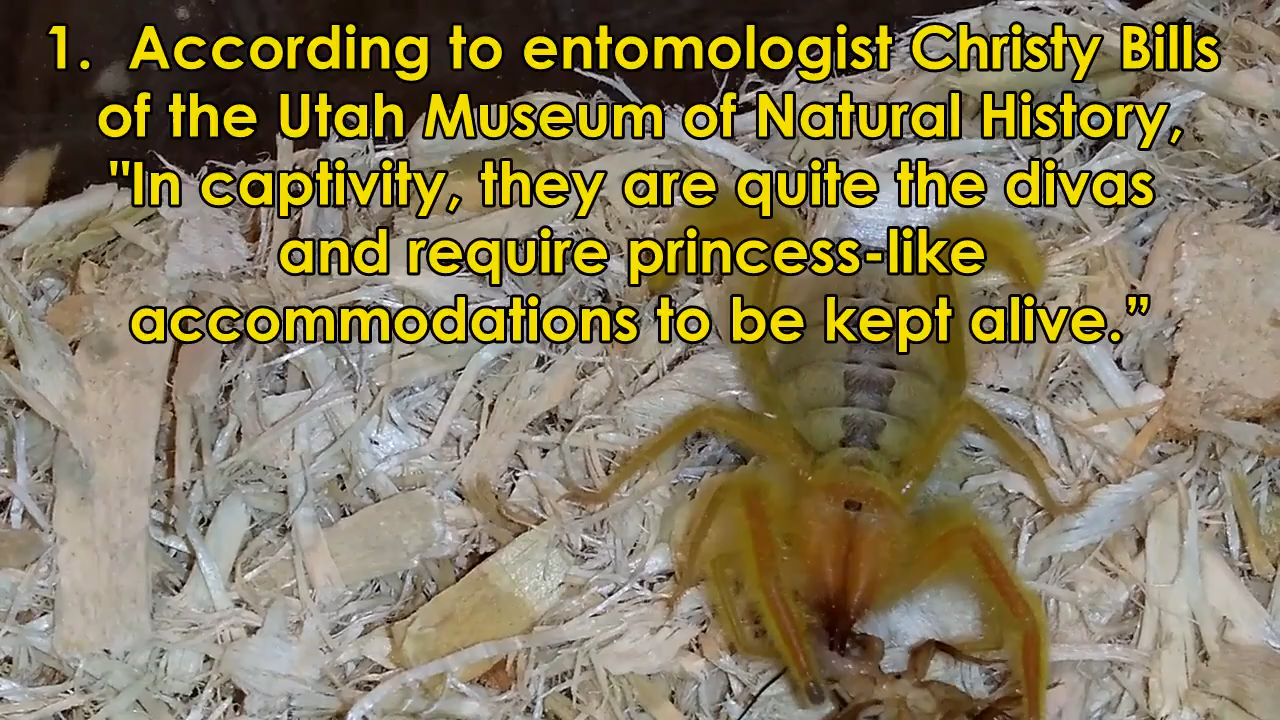 1. According to entomologist Christy Bills
of the Utah Museum of Natural History,
"In captivity, they are quite the divas
and require princess-like
accommodations to be kept alive.”